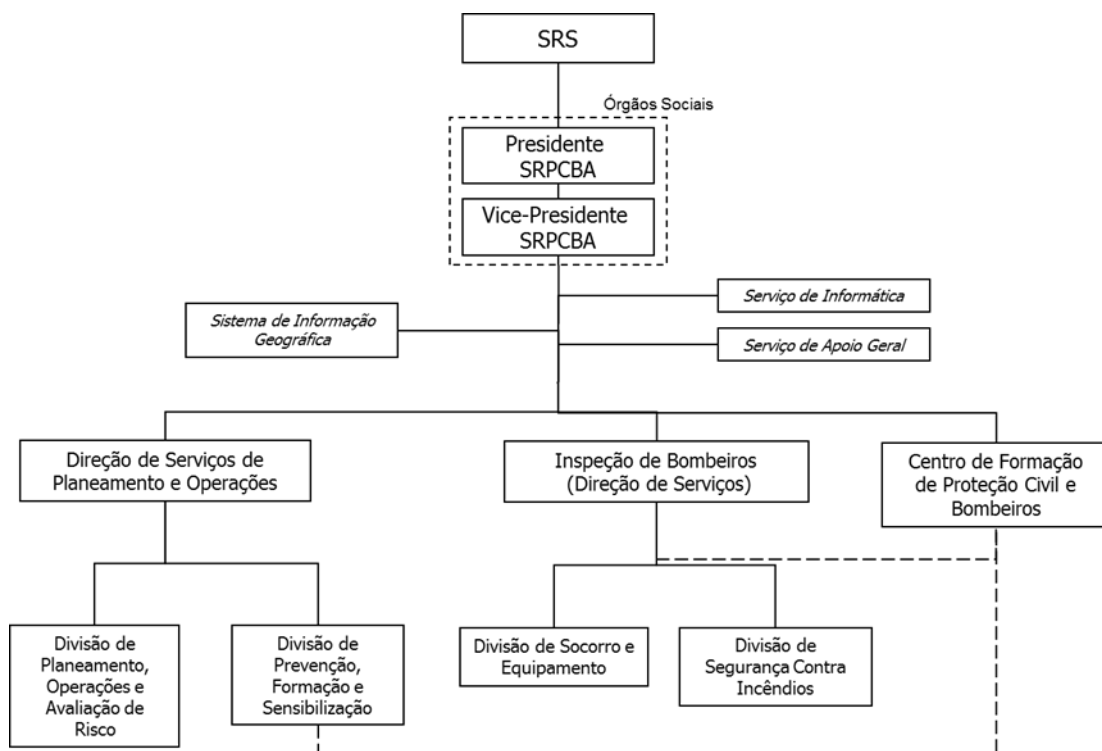 SRS
Órgãos Sociais
Presidente
SRPCBA
Vice-Presidente
SRPCBA
Serviço de Informática
Sistema de Informação
Geográfica
Serviço de Apoio Geral
Direção de Serviços de
Planeamento e Operações
Inspeção de Bombeiros
(Direção de Serviços)
Centro de Formação
de Proteção Civil e
Bombeiros
Divisão de
Planeamento,
Operações e
Avaliação de
Risco
Divisão de
Prevenção,
Formação e
Sensibilização
Divisão de Socorro e
Equipamento
Divisão de
Segurança Contra
Incêndios